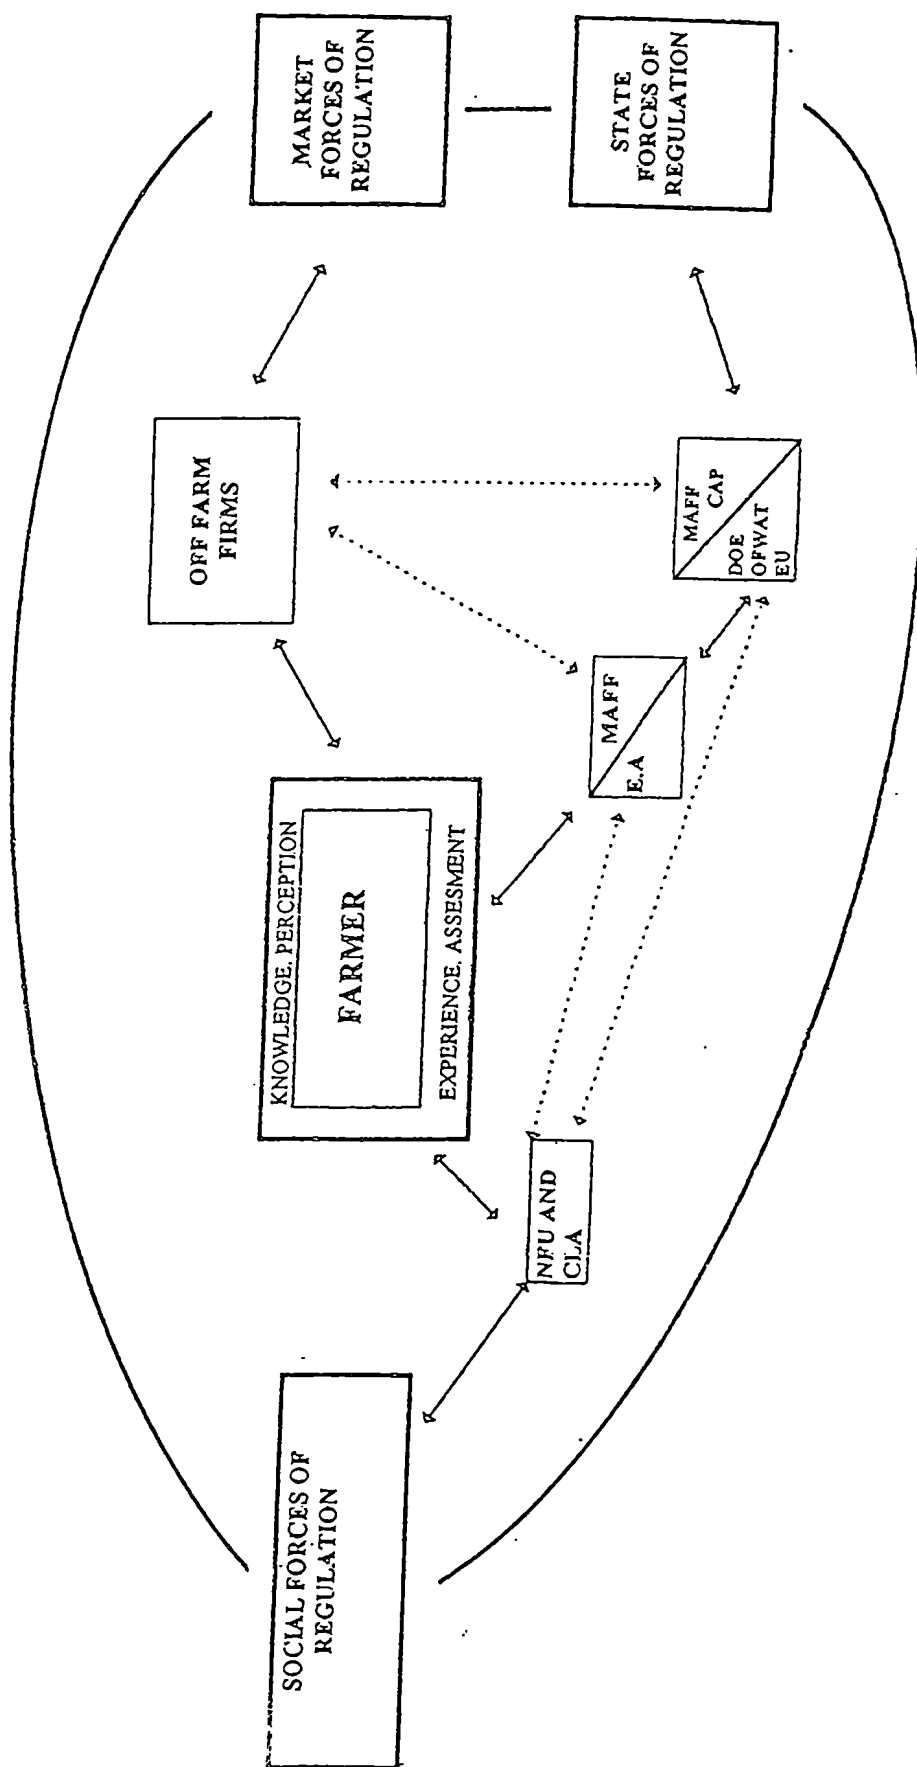 SOCIAL FORCES OF
REGULATION
NFU AND
CLA
KNOWLEDGE, PERCEPTION
FARMER
EXPERIENCE, ASSESMENT
MAFF
E.A
OFF FARM
FIRMS
MAFF
CAP
DOE
OFWAT
EU
MARKET
FORCES OF
REGULATION
STATE
FORCES OF
REGULATION